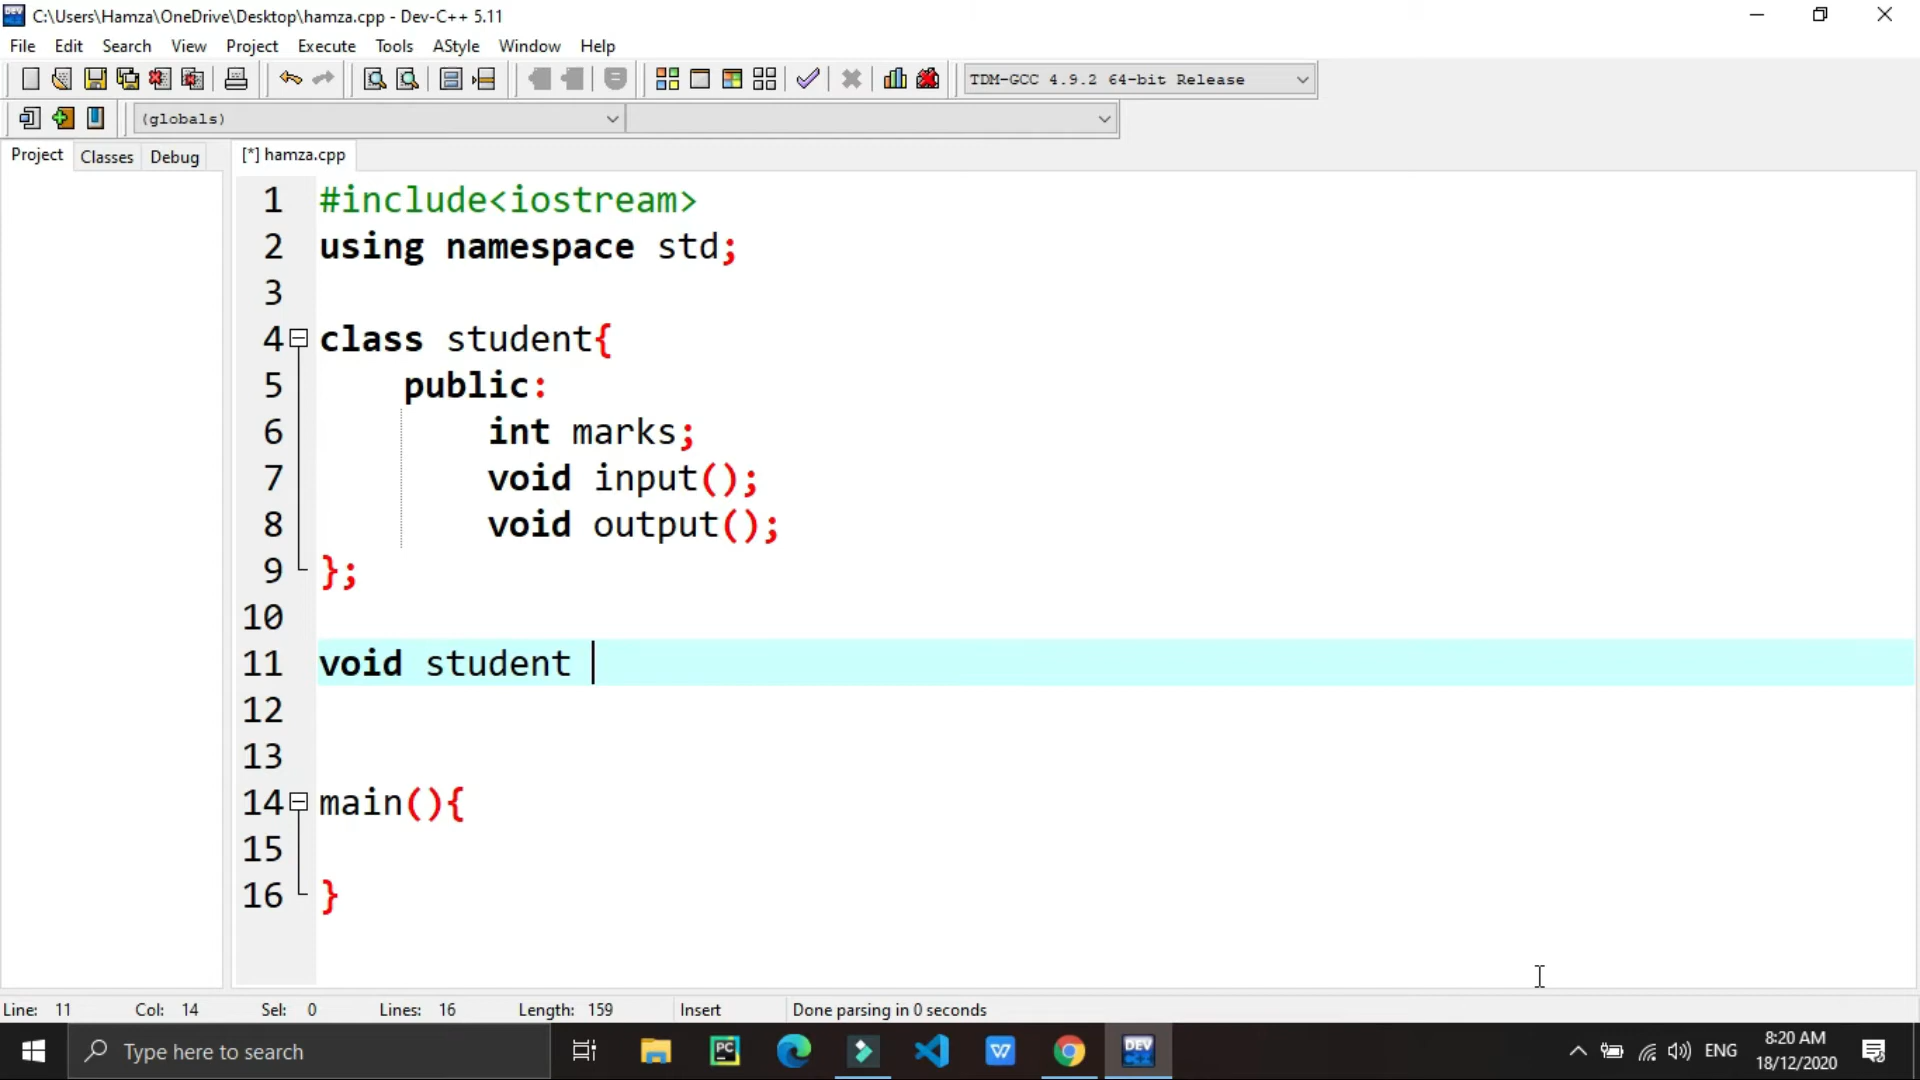 C:\Users\Hamza\OneDrive\Desktop\hamza.cpp - Dev-C++ 5.11
File Edit Search View Project Execute Tools AStyle Window Help
TDM-GCC 4.9.2 64-bit Release
(globals)
Project Classes Debug [*] hamza.cpp
1 #include<iostream>
2 using namespace std;
3
4 class student{
5 public:
6 int marks;
7 void input();
8 void output();
9 };
10
11 void student
12
13
14 main(){
15
16 }
Line: 11 Col: 14 Sel: 0 Lines: 16 Length: 159 Insert Done parsing in 0 seconds
Type here to search
PC
W
DEV
ENG
8:20 AM
18/12/2020